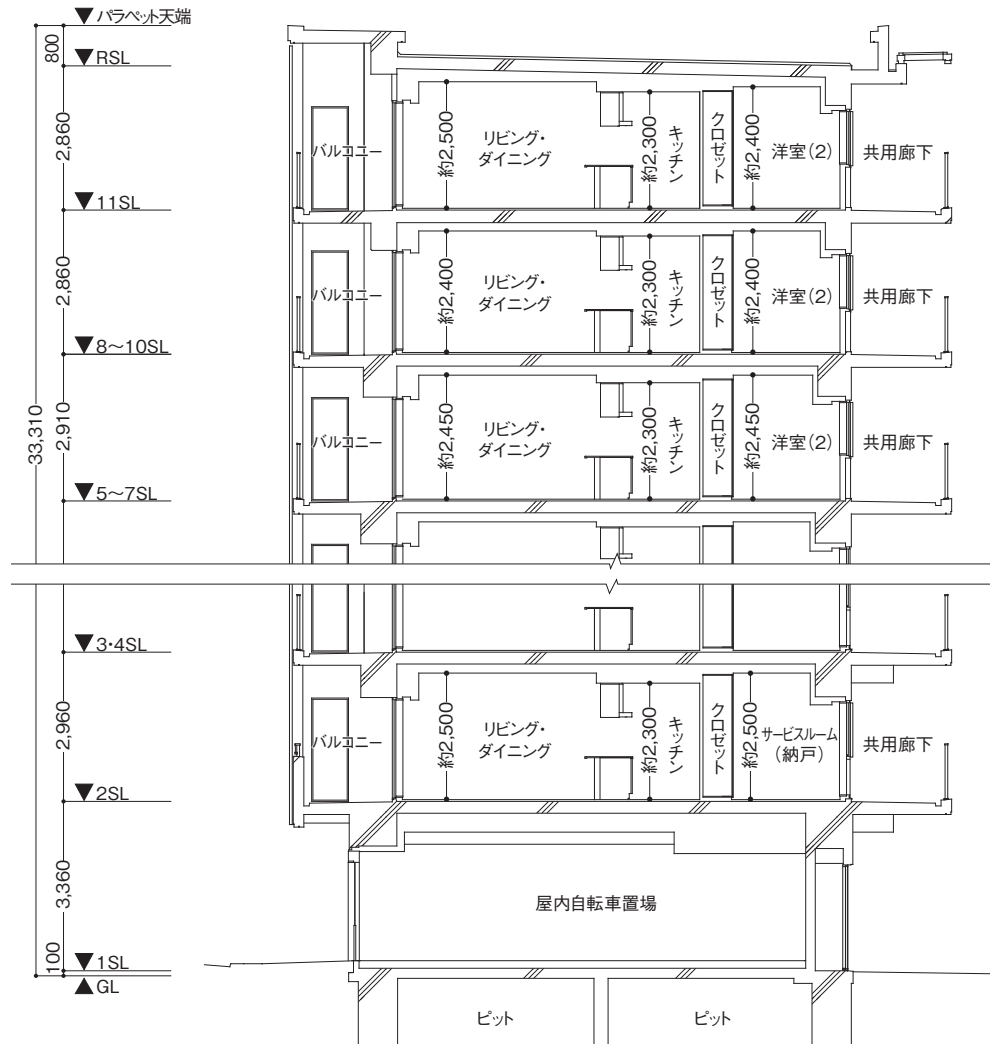 ▼パラペット天端
800
▼RSL
2,860
▼11SL
2,860
▼8〜10SL
2,910
33,310
▼5〜7SL
▼3・4SL
2,960
▼2SL
3,360
▼1SL
100
▲GL
バルコニー
約2,500
リビング・
ダイニング
約2,300
キッチン
クロゼット
約2,400
洋室(2)
共用廊下
バルコニー
約2,400
リビング・
ダイニング
約2,300
キッチン
クロゼット
約2,400
洋室(2)
共用廊下
バルコニー
約2,450
リビング・
ダイニング
約2,300
キッチン
クロゼット
約2,450
洋室(2)
共用廊下
バルコニー
約2,500
リビング・
ダイニング
約2,300
キッチン
クロゼット
約2,500
サービスルーム
(納戸)
共用廊下
屋内自転車置場
ピット
ピット